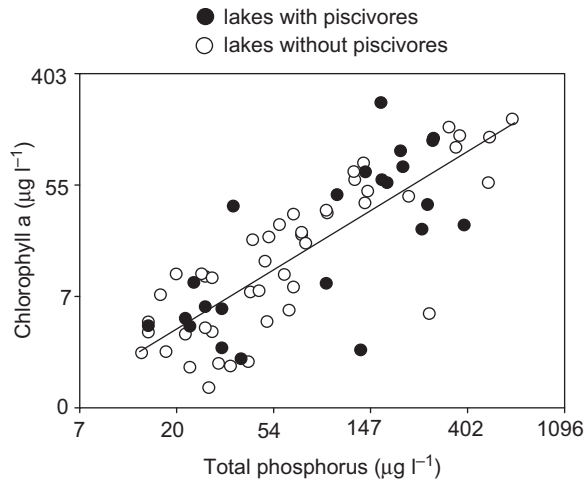 lakes with piscivores
lakes without piscivores
403
55
7
0
7
20
54
147
402
1096
Chlorophyll a (µg l⁻¹)
Total phosphorus (µg l⁻¹)